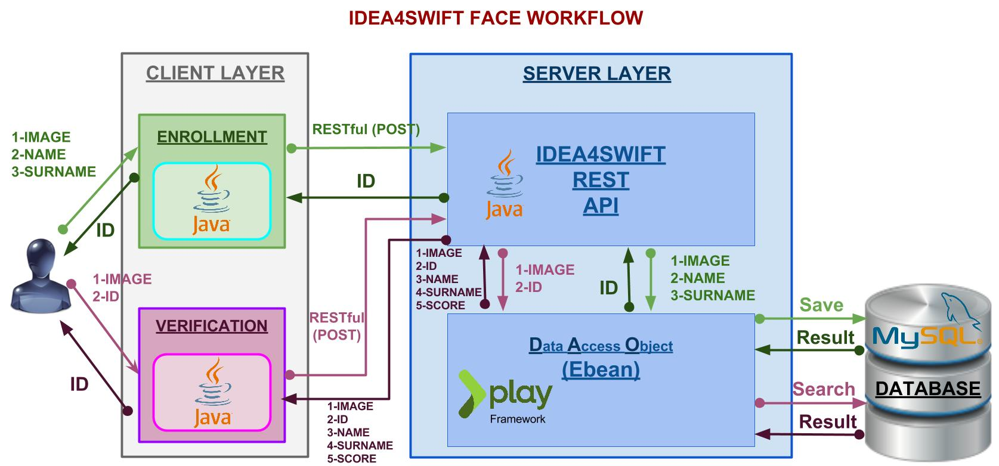 IDEA4SWIFT FACE WORKFLOW
CLIENT LAYER
SERVER LAYER
1-IMAGE
2-NAME
3-SURNAME
ENROLLMENT
Java
RESTful (POST)
ID
ID
IDEA4SWIFT
REST
API
Java
1-IMAGE
2-ID
VERIFICATION
Java
ID
RESTful
(POST)
1-IMAGE
2-ID
3-NAME
4-SURNAME
5-SCORE
1-IMAGE
2-ID
3-NAME
4-SURNAME
5-SCORE
1-IMAGE
2-ID
ID
1-IMAGE
2-NAME
3-SURNAME
Data Access Object
(Ebean)
play
Framework
Save
Result
Search
Result
MySQL®
DATABASE